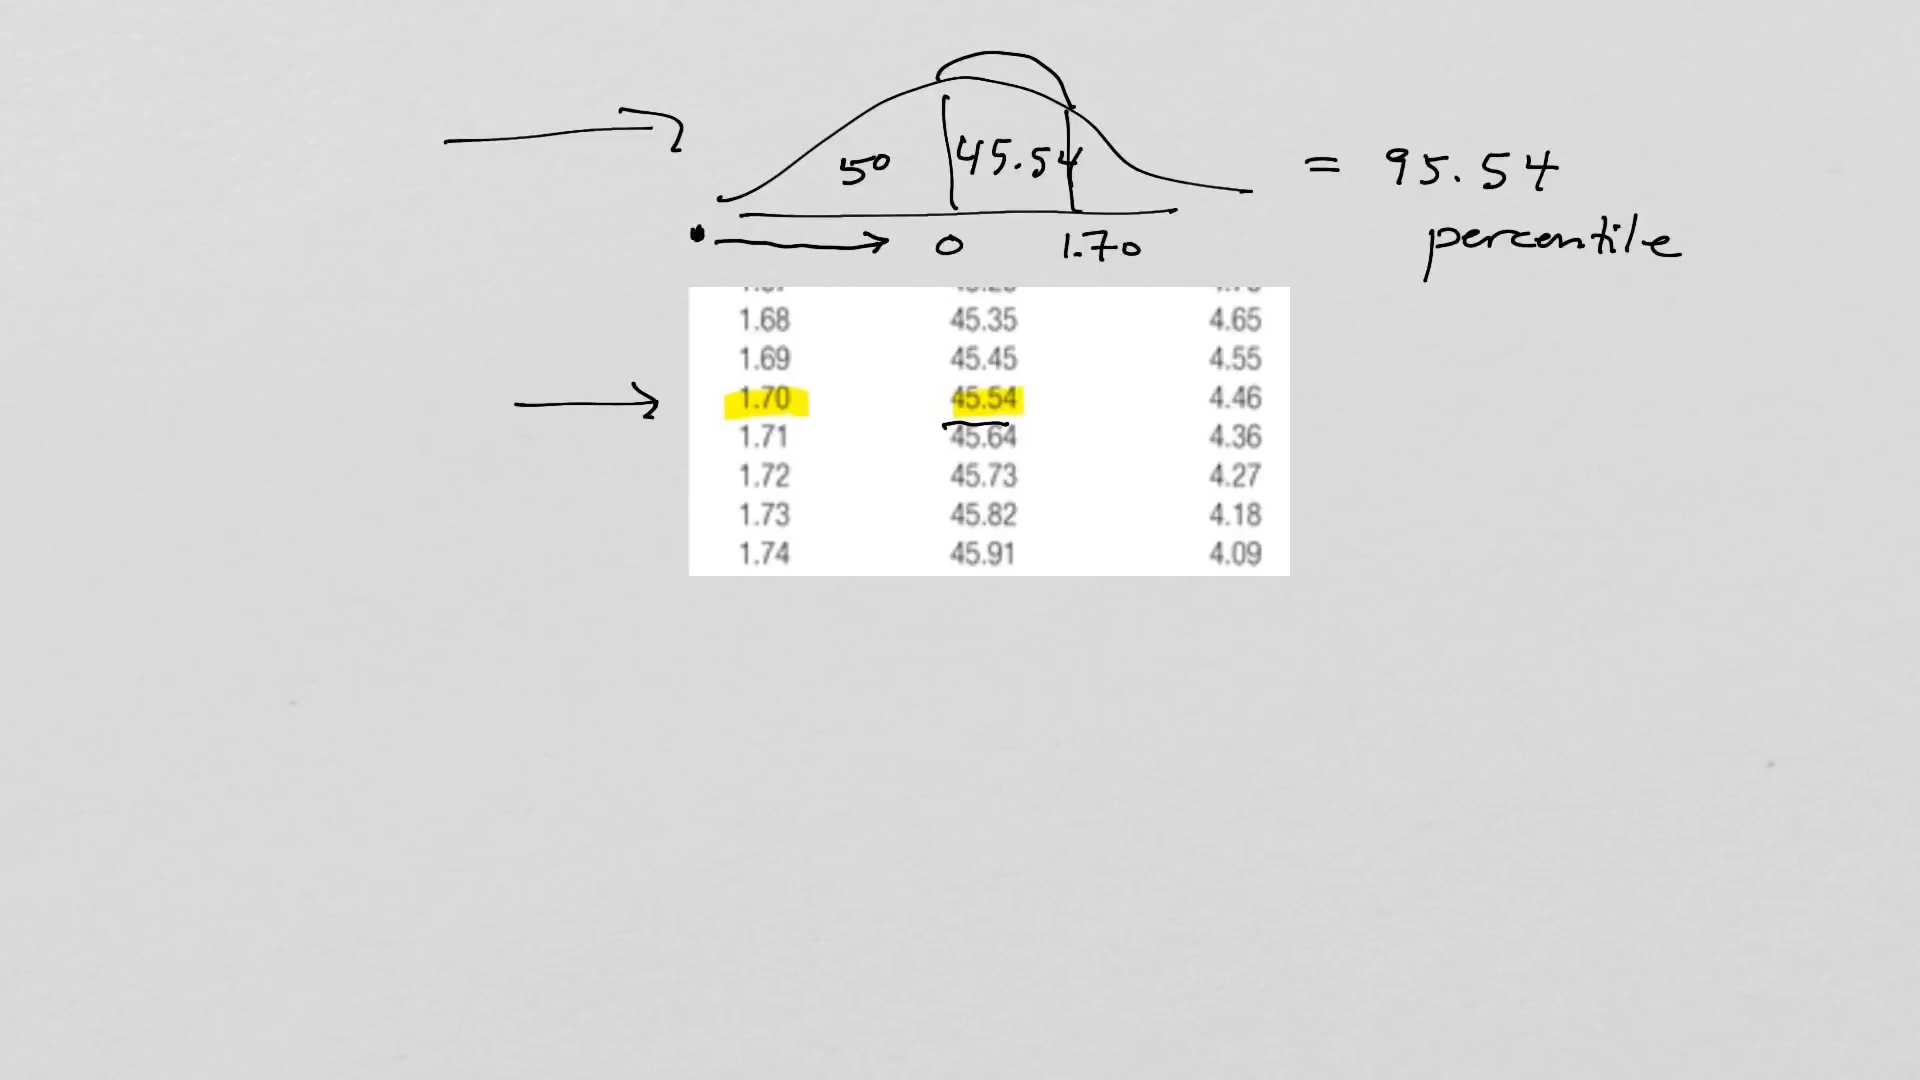 50 45.54 = 95.54
0 1.70 percentile
1.68 45.35 4.65
1.69 45.45 4.55
1.70 45.54 4.46
1.71 45.64 4.36
1.72 45.73 4.27
1.73 45.82 4.18
1.74 45.91 4.09